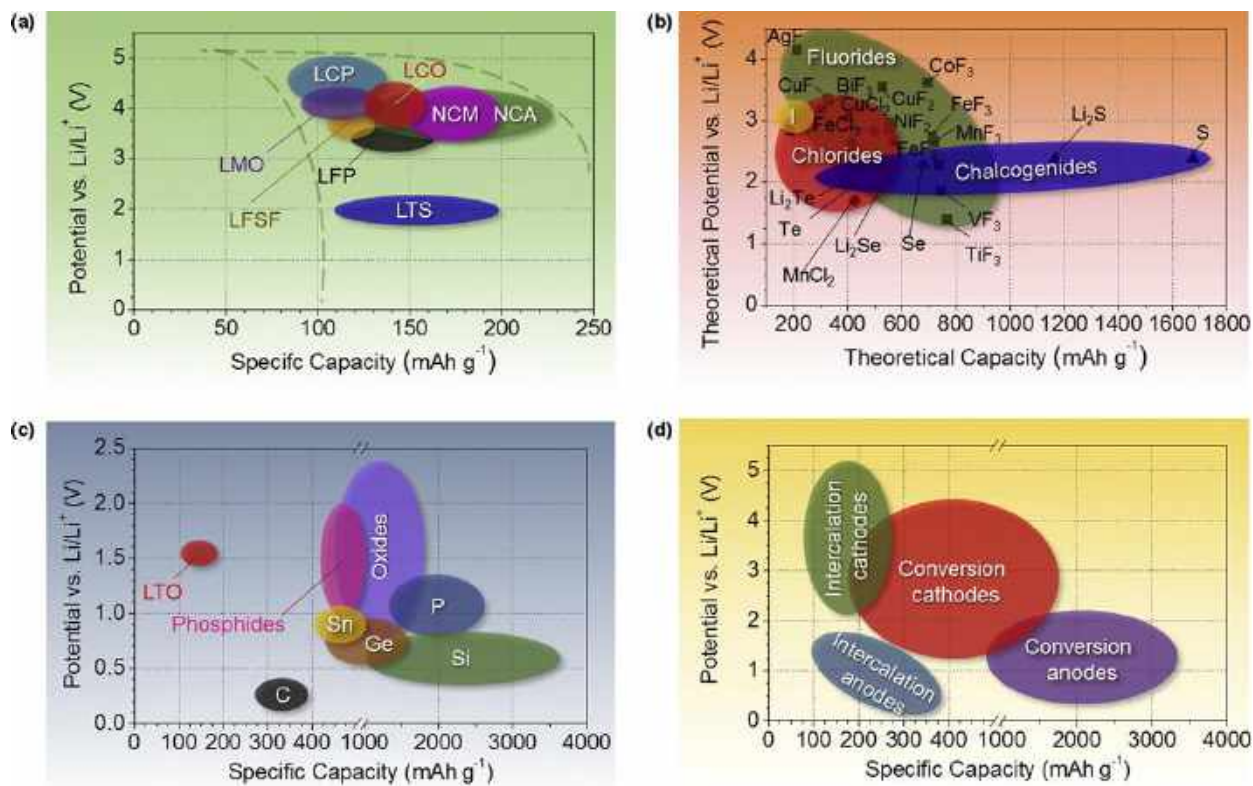 (a)
Potential vs. Li/Li+ (V)
5
4
3
2
1
0
LCP
LCO
NCM
NCA
LMO
LFP
LFSF
LTS
0
50
100
150
200
250
Specifc Capacity (mAh g-1)
(b)
Theoretical Potential vs. Li/Li+ (V)
4
3
2
1
0
AgF
Fluorides
CoF3
CuF
CuCl2
CuF2
FeF3
NiF2
I
FeCl2
Li2S
S
Chlorides
Chalcogenides
Li2Te
Te
Li2Se
Se
VF3
TiF3
MnCl2
200
400
600
800
1000
1200
1400
1600
1800
Theoretical Capacity (mAh g-1)
(c)
Potential vs. Li/Li+ (V)
2.5
2.0
1.5
1.0
0.5
0.0
LTO
Oxides
Phosphides
P
Sn
Ge
Si
C
0
100
200
300
400
1000
2000
3000
4000
Specific Capacity (mAh g-1)
(d)
Potential vs. Li/Li+ (V)
5
4
3
2
1
0
Intercalation
cathodes
Conversion
cathodes
Intercalation
anodes
Conversion
anodes
0
100
200
300
400
1000
2000
3000
4000
Specific Capacity (mAh g-1)